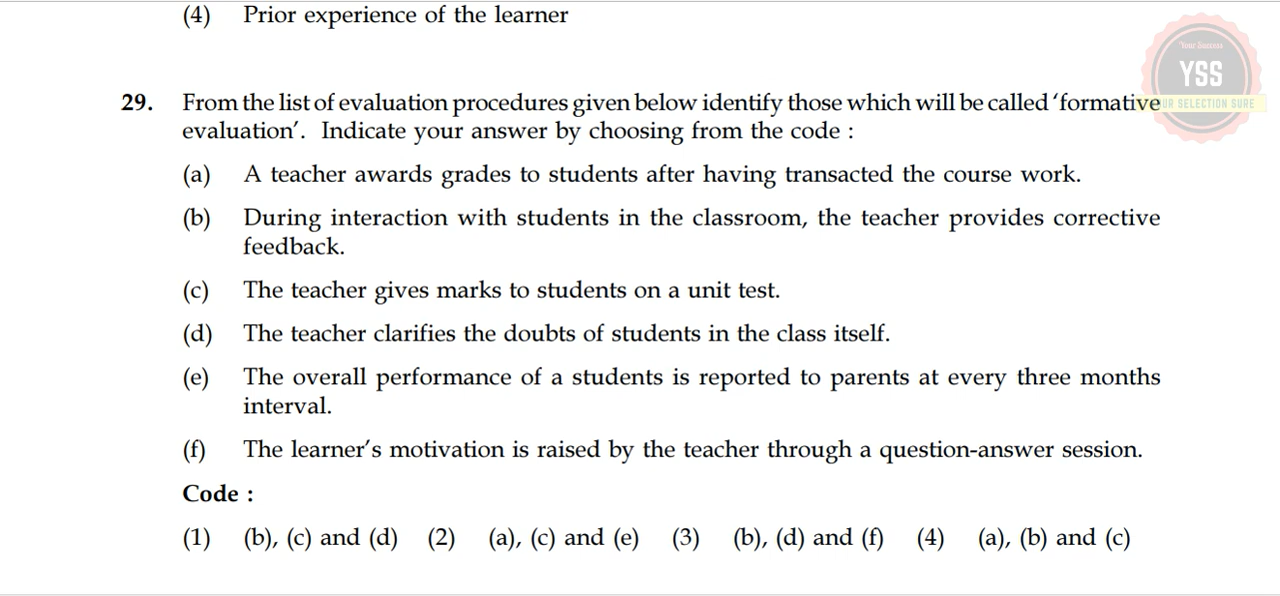 (4) Prior experience of the learner
Your Success
YSS
UR SELECTION SURE
29. From the list of evaluation procedures given below identify those which will be called ‘formative
evaluation’. Indicate your answer by choosing from the code :
(a) A teacher awards grades to students after having transacted the course work.
(b) During interaction with students in the classroom, the teacher provides corrective
feedback.
(c) The teacher gives marks to students on a unit test.
(d) The teacher clarifies the doubts of students in the class itself.
(e) The overall performance of a students is reported to parents at every three months
interval.
(f) The learner’s motivation is raised by the teacher through a question-answer session.
Code :
(1) (b), (c) and (d) (2) (a), (c) and (e) (3) (b), (d) and (f) (4) (a), (b) and (c)